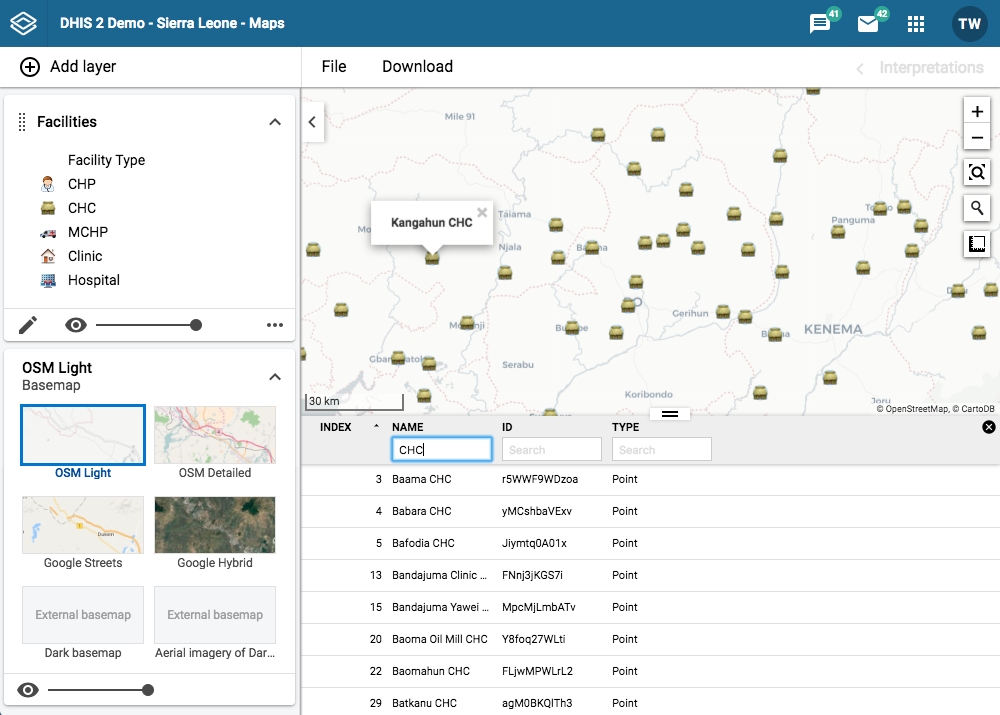 DHIS 2 Demo - Sierra Leone - Maps
41
42
TW
Add layer
File
Download
Interpretations
Facilities
Facility Type
CHP
CHC
MCHP
Clinic
Hospital
OSM Light
Basemap
OSM Light
OSM Detailed
Google Streets
Google Hybrid
External basemap
External basemap
Dark basemap
Aerial imagery of Dar...
Mile 91
Kangahun CHC
Taiama
Njala
Panguma
Gerihun
KENEMA
Serabu
Koribondo
Joru
30 km
© OpenStreetMap, © CartoDB
INDEX
NAME
ID
TYPE
CHC
Search
Search
3 Baama CHC r5WWF9WDzoa Point
4 Babara CHC yMCshbaVExv Point
5 Bafodia CHC Jiymtq0A01x Point
13 Bandajuma Clinic ... FNnj3jKGS7i Point
15 Bandajuma Yawei ... MpcMjLmbATv Point
20 Baoma Oil Mill CHC Y8foq27WLti Point
22 Baomahun CHC FLjwMPWLrL2 Point
29 Batkanu CHC agM0BKQlTh3 Point